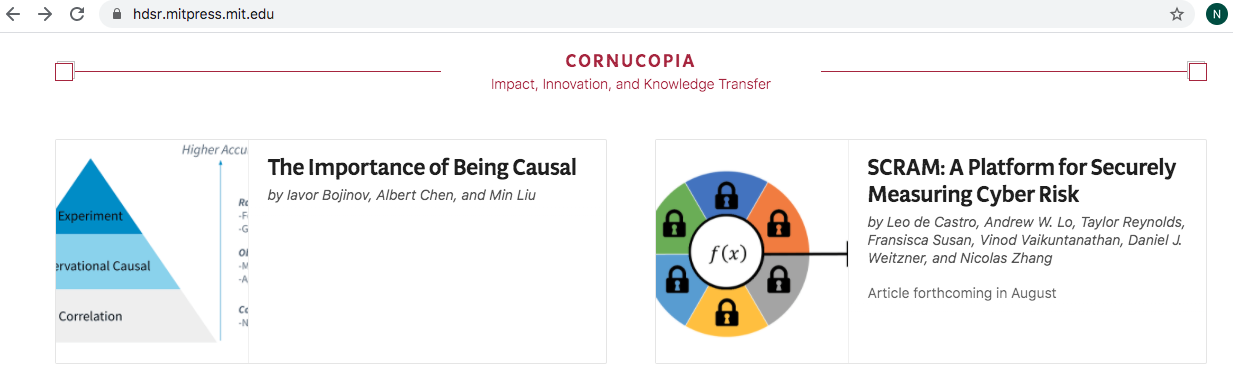 hdsr.mitpress.mit.edu
N
CORNUCOPIA
Impact, Innovation, and Knowledge Transfer
Higher Accu
Experiment
ervational Causal
Correlation
Ra
-F
-G
-M
-A
-N
The Importance of Being Causal
by Iavor Bojinov, Albert Chen, and Min Liu
f(x)
SCRAM: A Platform for Securely
Measuring Cyber Risk
by Leo de Castro, Andrew W. Lo, Taylor Reynolds,
Fransisca Susan, Vinod Vaikuntanathan, Daniel J.
Weitzner, and Nicolas Zhang
Article forthcoming in August